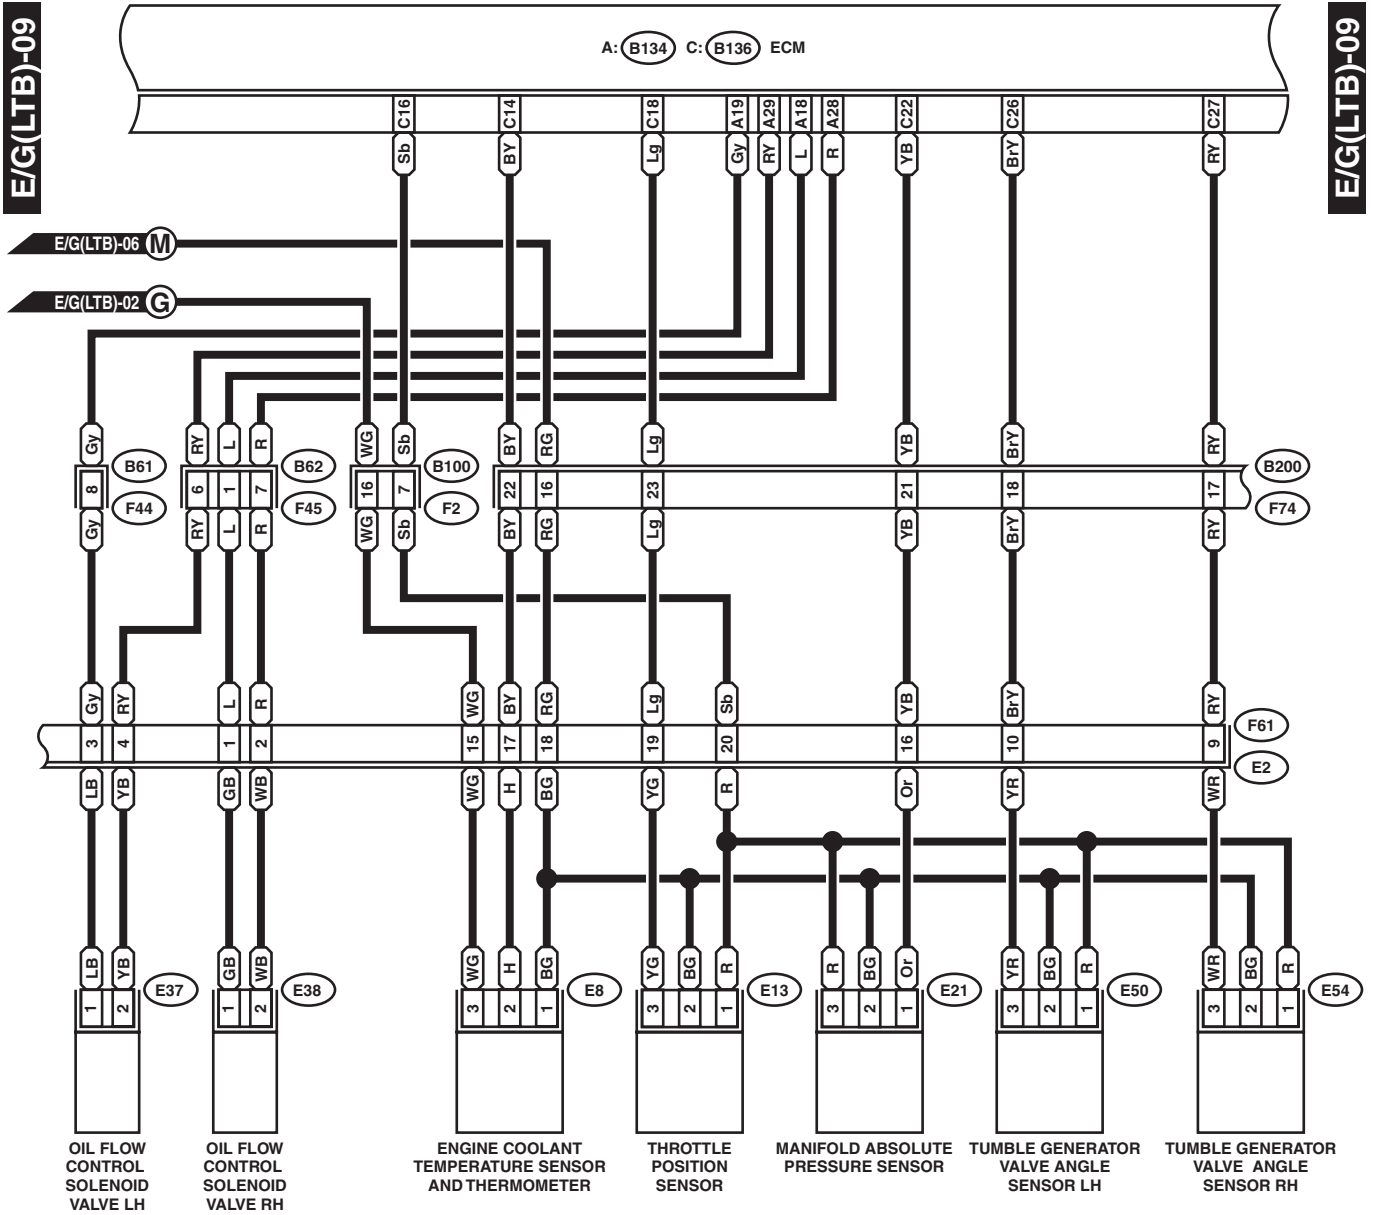 E/G(LTB)-09
E/G(LTB)-09
A: B134 C: B136 ECM
C16 C14 C18 A19 A29 A18 A28 C22 C26 C27
Sb BY Lg Gy RY L R YB BrY RY
E/G(LTB)-06 M
E/G(LTB)-02 G
Gy RY L R WG Sb BY RG Lg YB BrY RY
B61 B62 B100 B200
8 6 1 7 16 7 22 16 23 21 18 17
F44 F45 F2 F74
Gy RY L R WG Sb BY RG Lg YB BrY RY
Gy RY L R WG BY RG Lg Sb YB BrY RY
F61
3 4 1 2 15 17 18 19 20 16 10 9
E2
LB YB GB WB WG H BG YG R Or YR WR
LB YB GB WB WG H BG YG BG R R BG Or YR BG R WR BG R
E37 E38 E8 E13 E21 E50 E54
1 2 1 2 3 2 1 3 2 1 3 2 1 3 2 1 3 2 1
OIL FLOW
CONTROL
SOLENOID
VALVE LH
OIL FLOW
CONTROL
SOLENOID
VALVE RH
ENGINE COOLANT
TEMPERATURE SENSOR
AND THERMOMETER
THROTTLE
POSITION
SENSOR
MANIFOLD ABSOLUTE
PRESSURE SENSOR
TUMBLE GENERATOR
VALVE ANGLE
SENSOR LH
TUMBLE GENERATOR
VALVE ANGLE
SENSOR RH